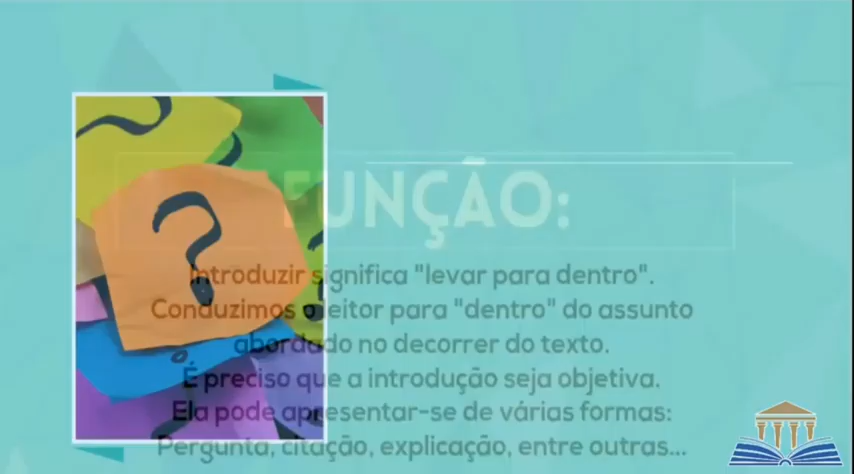 FUNÇÃO:
Introduzir significa "levar para dentro".
Conduzimos o leitor para "dentro" do assunto
abordado no decorrer do texto.
É preciso que a introdução seja objetiva.
Ela pode apresentar-se de várias formas:
Pergunta, citação, explicação, entre outras...